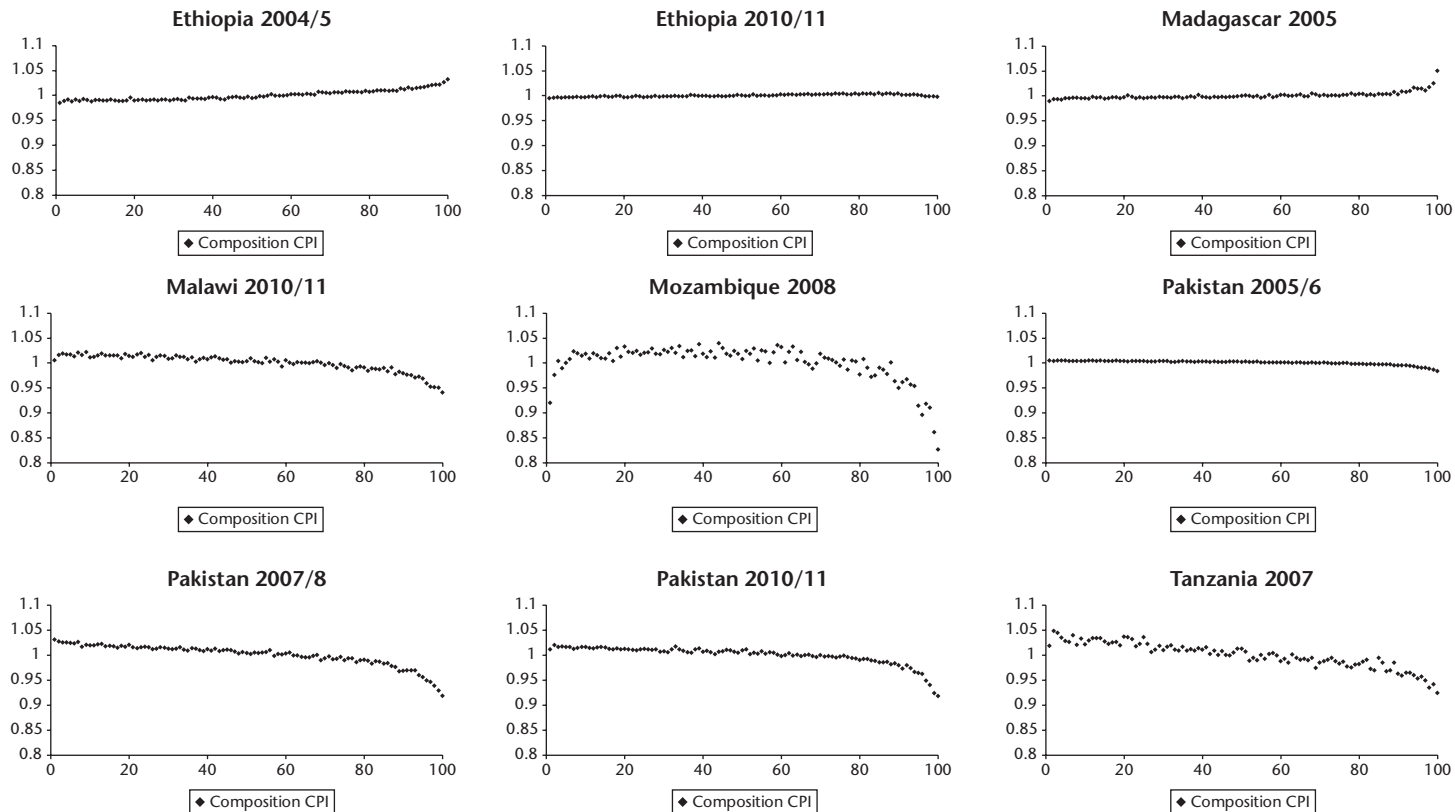 Ethiopia 2004/5
1.1
1.05
1
0.95
0.9
0.85
0.8
0 20 40 60 80 100
Composition CPI
Ethiopia 2010/11
1.1
1.05
1
0.95
0.9
0.85
0.8
0 20 40 60 80 100
Composition CPI
Madagascar 2005
1.1
1.05
1
0.95
0.9
0.85
0.8
0 20 40 60 80 100
Composition CPI
Malawi 2010/11
1.1
1.05
1
0.95
0.9
0.85
0.8
0 20 40 60 80 100
Composition CPI
Mozambique 2008
1.1
1.05
1
0.95
0.9
0.85
0.8
0 20 40 60 80 100
Composition CPI
Pakistan 2005/6
1.1
1.05
1
0.95
0.9
0.85
0.8
0 20 40 60 80 100
Composition CPI
Pakistan 2007/8
1.1
1.05
1
0.95
0.9
0.85
0.8
0 20 40 60 80 100
Composition CPI
Pakistan 2010/11
1.1
1.05
1
0.95
0.9
0.85
0.8
0 20 40 60 80 100
Composition CPI
Tanzania 2007
1.1
1.05
1
0.95
0.9
0.85
0.8
0 20 40 60 80 100
Composition CPI